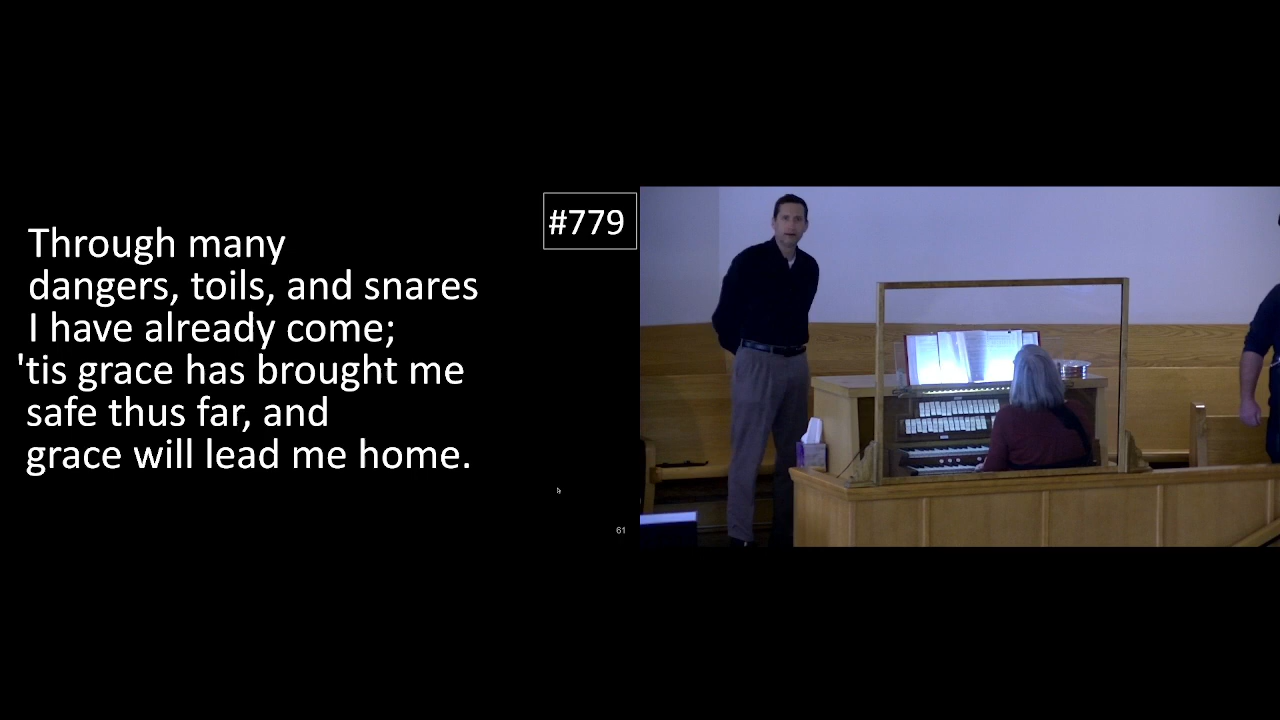 #779
Through many
dangers, toils, and snares
I have already come;
'tis grace has brought me
safe thus far, and
grace will lead me home.
61